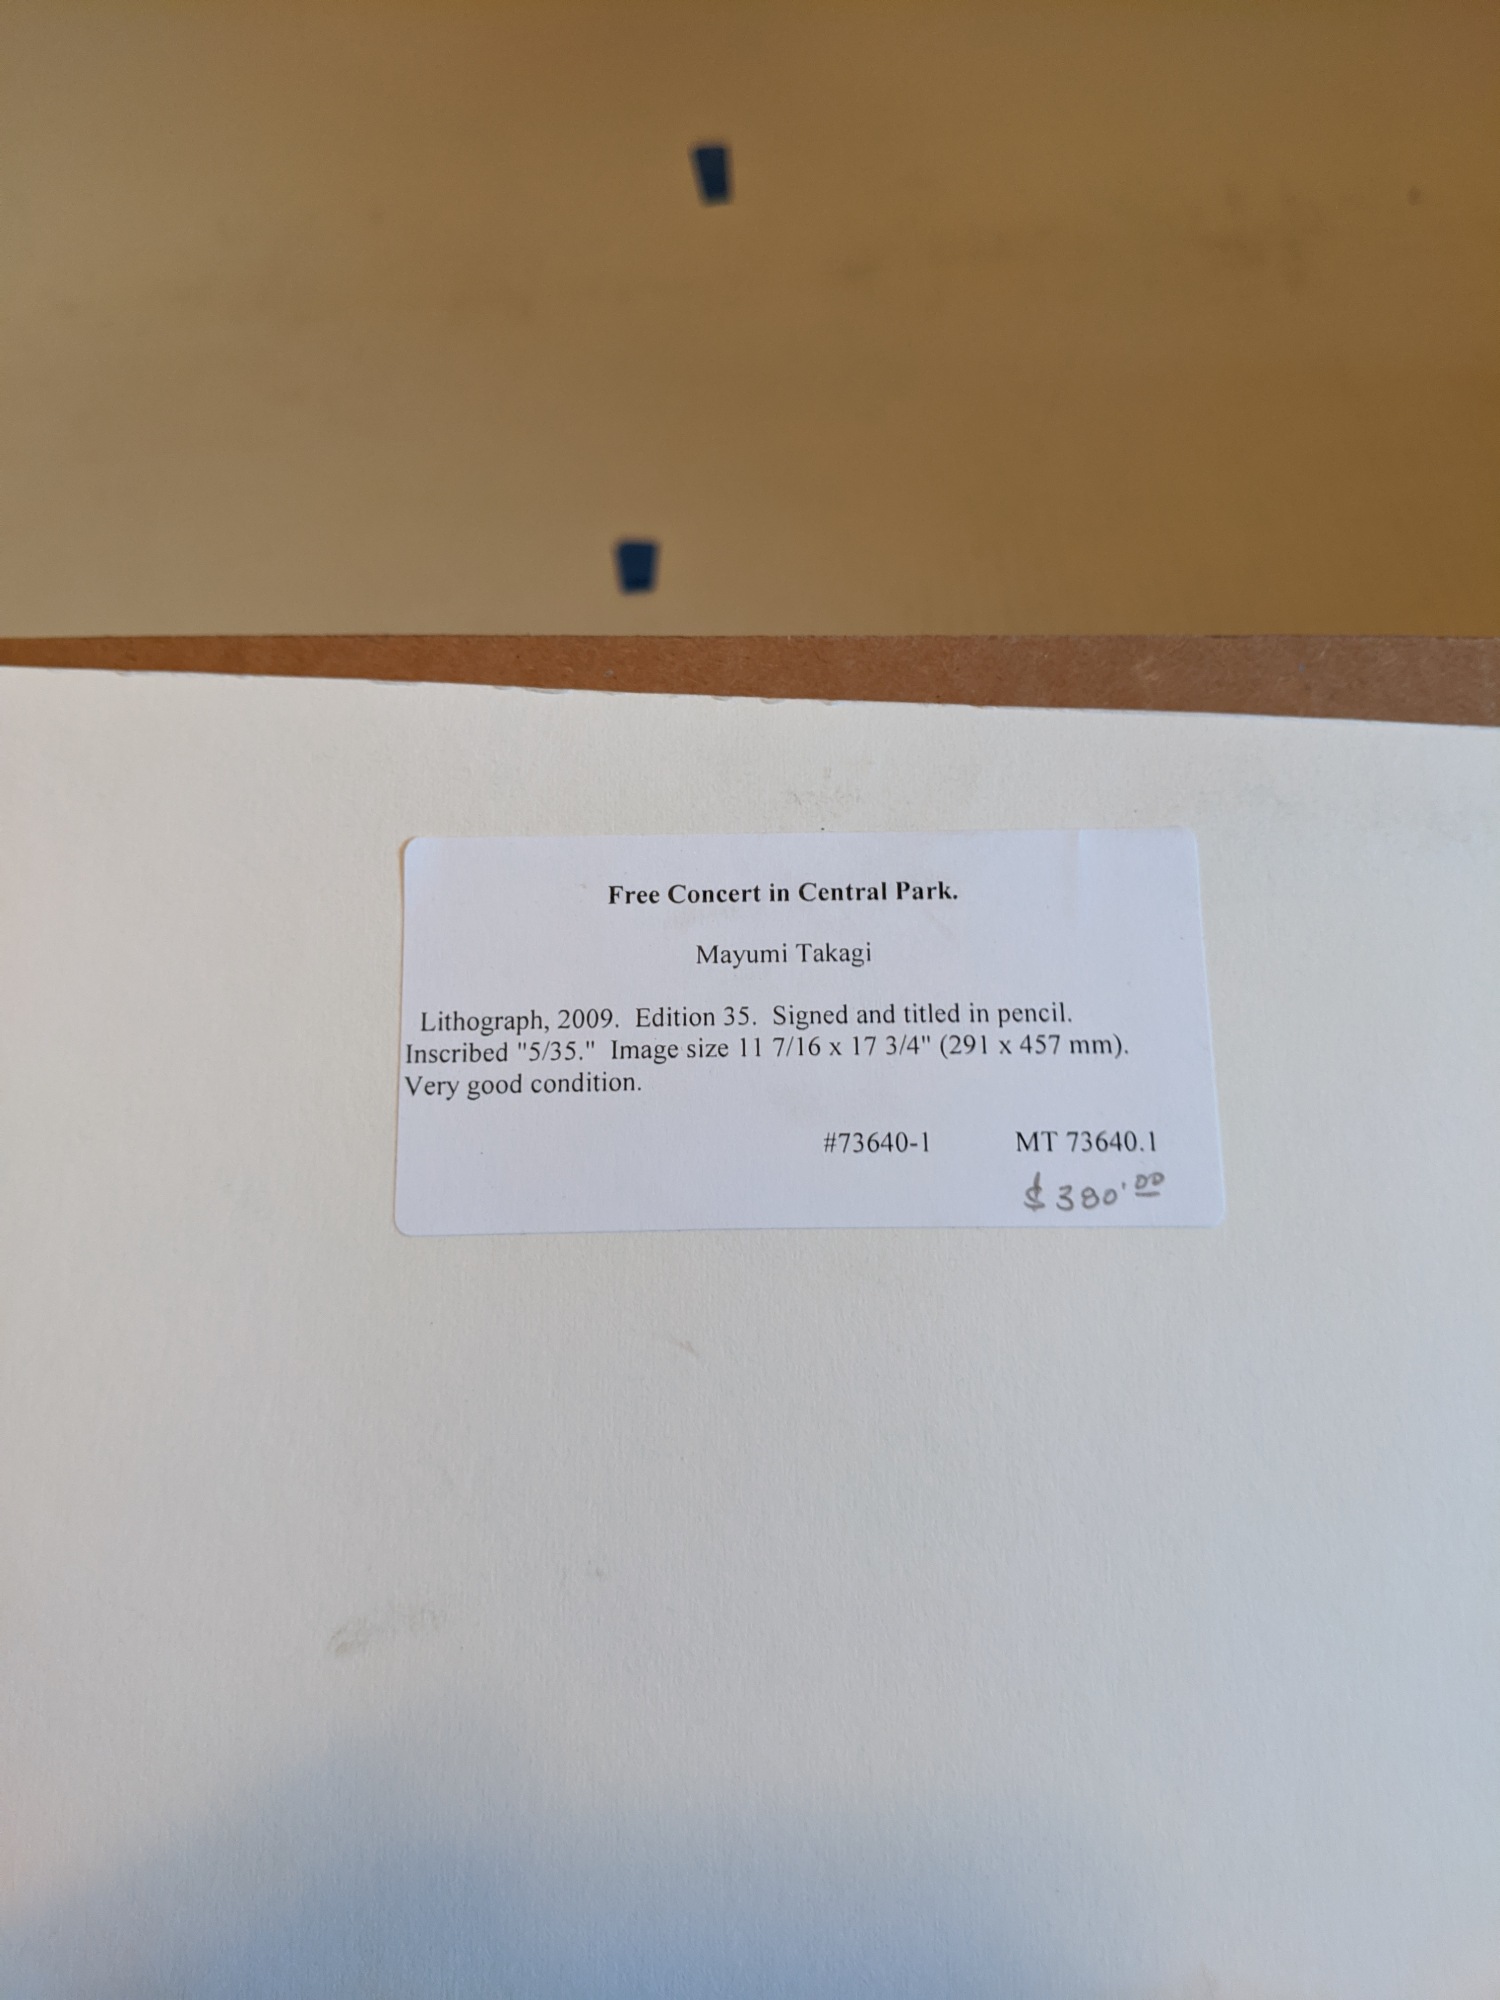 Free Concert in Central Park.
Mayumi Takagi
Lithograph, 2009. Edition 35. Signed and titled in pencil.
Inscribed "5/35." Image size 11 7/16 x 17 3/4" (291 x 457 mm).
Very good condition.
#73640-1 MT 73640.1
$380.00